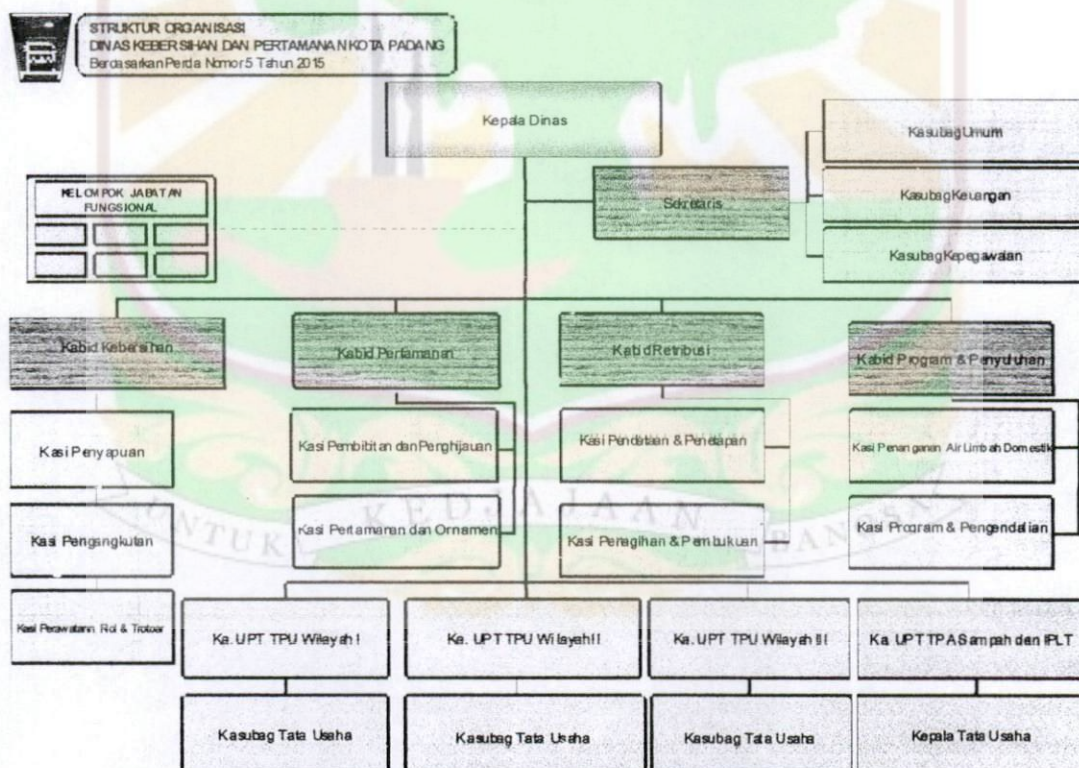 STRUKTUR ORGANISASI
DINAS KEBERSIHAN DAN PERTAMANAN KOTA PADANG
Berdasarkan Perda Nomor 5 Tahun 2015
Kepala Dinas
Kasubag Umum
KELOMPOK JABATAN
FUNGSIONAL
Sekretaris
Kasubag Keuangan
Kasubag Kepegawaian
Kabid Kebersihan
Kabid Pertamanan
Kabid Retribusi
Kabid Program & Penyuluhan
Kasi Penyapuan
Kasi Pembibitan dan Penghijauan
Kasi Pendataan & Penetapan
Kasi Penanganan Air Limbah Domestik
UNTUK KEDJAJAAN BANGSA
Kasi Pengangkutan
Kasi Pertamanan dan Ornamen
Kasi Penagihan & Pembukuan
Kasi Program & Pengendalian
Kasi Perawatann Riol & Trotoar
Ka. UPT TPU Wilayah I
Ka. UPT TPU Wilayah II
Ka. UPT TPU Wilayah III
Ka. UPT TPA Sampah dan IPLT
Kasubag Tata Usaha
Kasubag Tata Usaha
Kasubag Tata Usaha
Kepala Tata Usaha